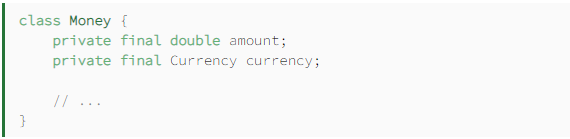 class Money {
    private final double amount;
    private final Currency currency;

    // ...
}